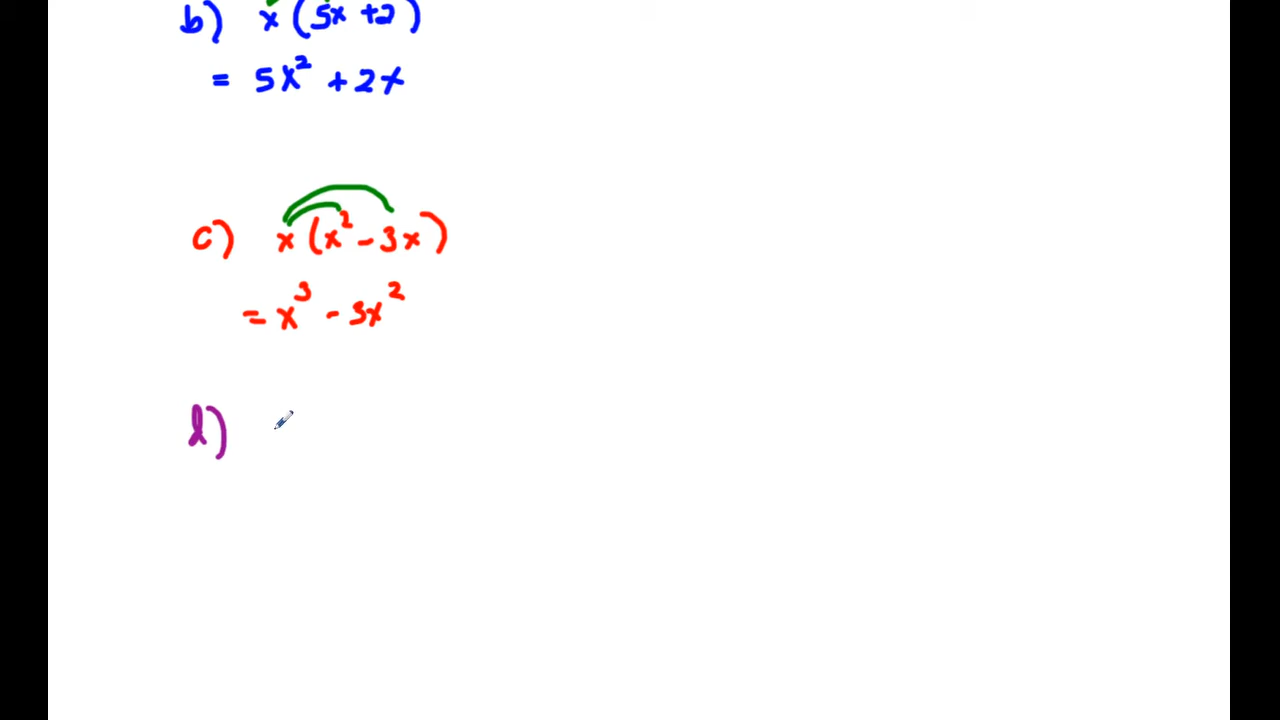 b) x(5x+2)
= 5x² + 2x
c) x(x²-3x)
= x³ - 3x²
l)